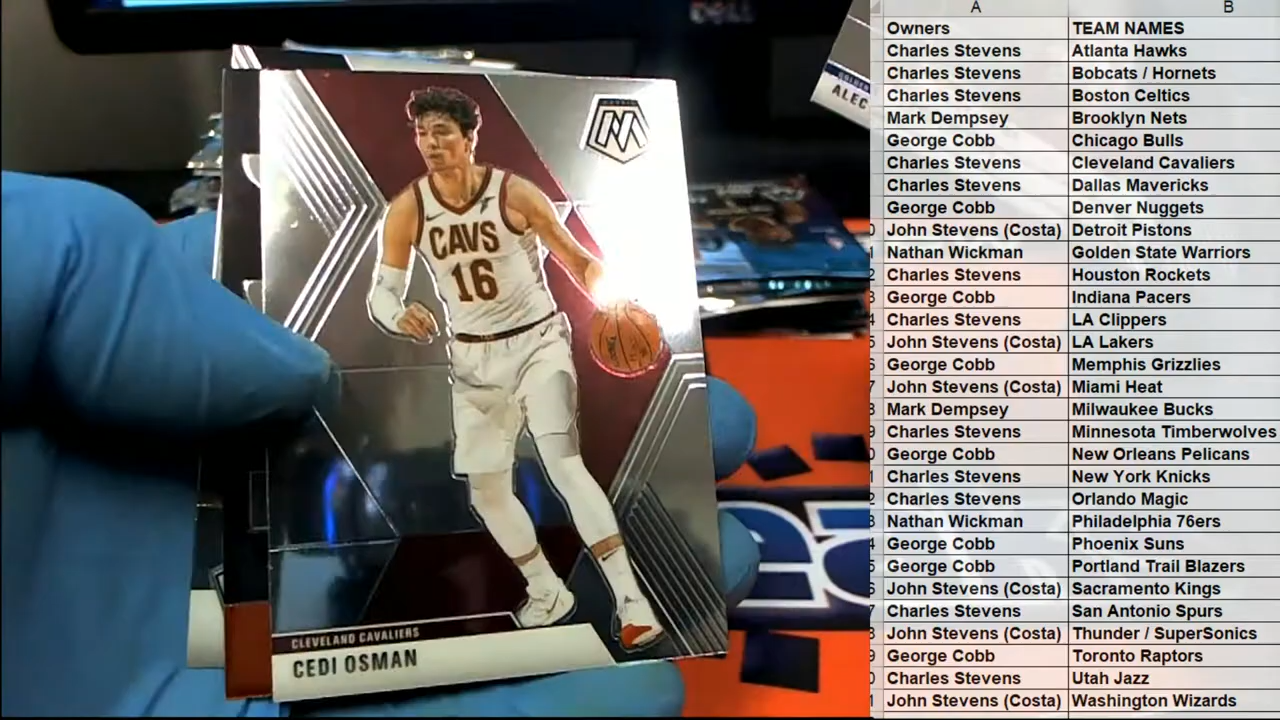 DELL
ALEC
CAVS
16
CLEVELAND CAVALIERS
CEDI OSMAN
A B
Owners TEAM NAMES
Charles Stevens Atlanta Hawks
Charles Stevens Bobcats / Hornets
Charles Stevens Boston Celtics
Mark Dempsey Brooklyn Nets
George Cobb Chicago Bulls
Charles Stevens Cleveland Cavaliers
Charles Stevens Dallas Mavericks
George Cobb Denver Nuggets
John Stevens (Costa) Detroit Pistons
Nathan Wickman Golden State Warriors
Charles Stevens Houston Rockets
George Cobb Indiana Pacers
Charles Stevens LA Clippers
John Stevens (Costa) LA Lakers
George Cobb Memphis Grizzlies
John Stevens (Costa) Miami Heat
Mark Dempsey Milwaukee Bucks
Charles Stevens Minnesota Timberwolves
George Cobb New Orleans Pelicans
Charles Stevens New York Knicks
Charles Stevens Orlando Magic
Nathan Wickman Philadelphia 76ers
George Cobb Phoenix Suns
George Cobb Portland Trail Blazers
John Stevens (Costa) Sacramento Kings
Charles Stevens San Antonio Spurs
John Stevens (Costa) Thunder / SuperSonics
George Cobb Toronto Raptors
Charles Stevens Utah Jazz
John Stevens (Costa) Washington Wizards